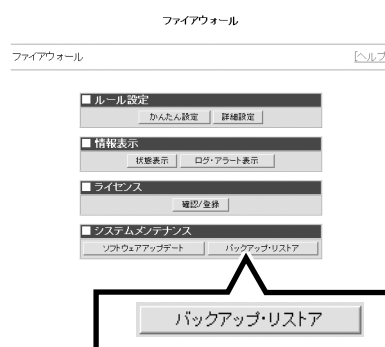 ファイアウォール
ファイアウォール
[ヘルプ
■ ルール設定
かんたん設定 詳細設定
■ 情報表示
状態表示 ログ・アラート表示
■ ライセンス
確認/登録
■ システムメンテナンス
ソフトウェアアップデート バックアップ・リストア
バックアップ・リストア